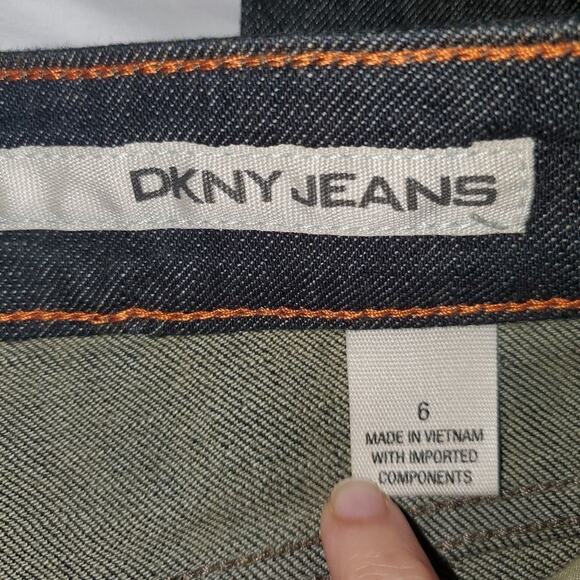 DKNY JEANS
6
MADE IN VIETNAM
WITH IMPORTED
COMPONENTS